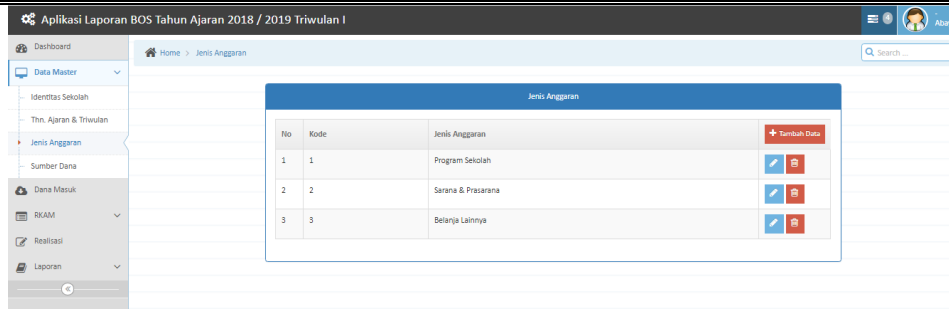 Aplikasi Laporan BOS Tahun Ajaran 2018 / 2019 Triwulan I
4
Dashboard
Home > Jenis Anggaran
Search ...
Data Master
Identitas Sekolah
Thn. Ajaran & Triwulan
Jenis Anggaran
Sumber Dana
Dana Masuk
RKAM
Realisasi
Laporan
Jenis Anggaran
No Kode Jenis Anggaran + Tambah Data
1 1 Program Sekolah
2 2 Sarana & Prasarana
3 3 Belanja Lainnya